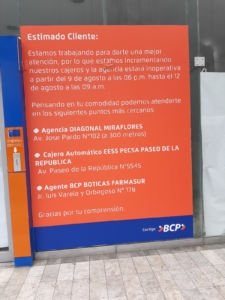 Estimado Cliente:
Estamos trabajando para darte una mejor
atención, por lo que estamos incrementando
nuestros cajeros y la agencia estará inoperativa
a partir del 9 de agosto a las 06 p.m. hasta el 12
de agosto a las 09 a.m.
Pensando en tu comodidad podemos atenderte
en los siguientes puntos más cercanos:
Agencia DIAGONAL MIRAFLORES
Av. José Pardo N°102 (a 300 metros)
Cajero Automático EESS PECSA PASEO DE LA
REPÚBLICA
Av. Paseo de la República N°5545
Agente BCP BOTICAS FARMASUR
Jr. Luis Varela y Orbegoso N° 178
Gracias por tu comprensión.
Contigo BCP